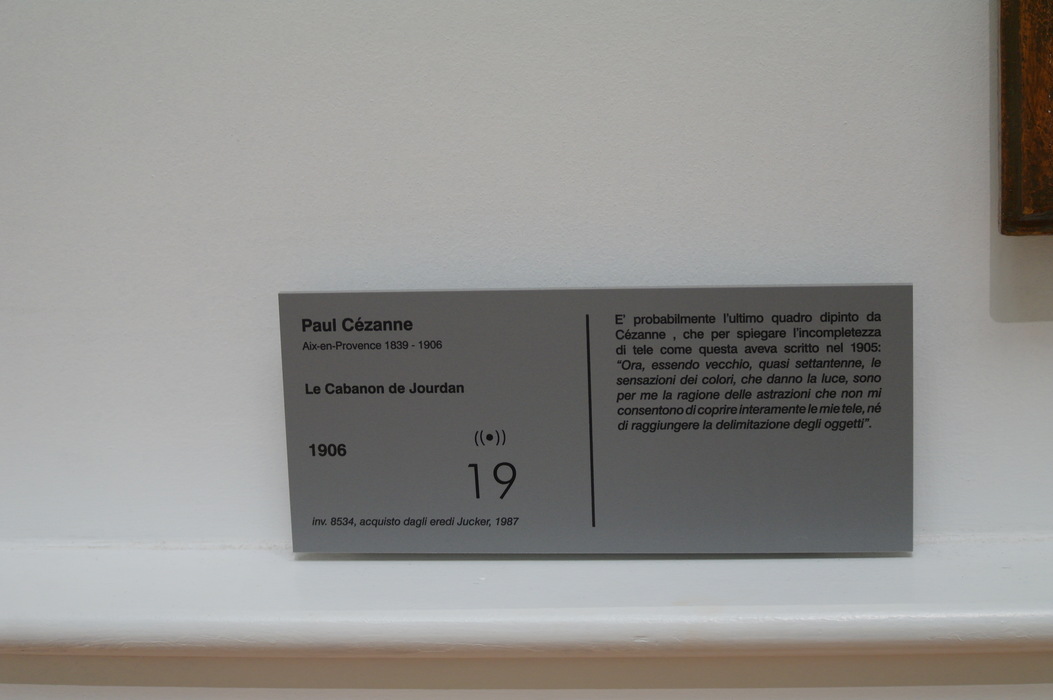 Paul Cézanne
Aix-en-Provence 1839 - 1906
Le Cabanon de Jourdan
1906
((•))
19
inv. 8534, acquisto dagli eredi Jucker, 1987
E' probabilmente l'ultimo quadro dipinto da
Cézanne , che per spiegare l'incompletezza
di tele come questa aveva scritto nel 1905:
“Ora, essendo vecchio, quasi settantenne, le
sensazioni dei colori, che danno la luce, sono
per me la ragione delle astrazioni che non mi
consentono di coprire interamente le mie tele, né
di raggiungere la delimitazione degli oggetti”.